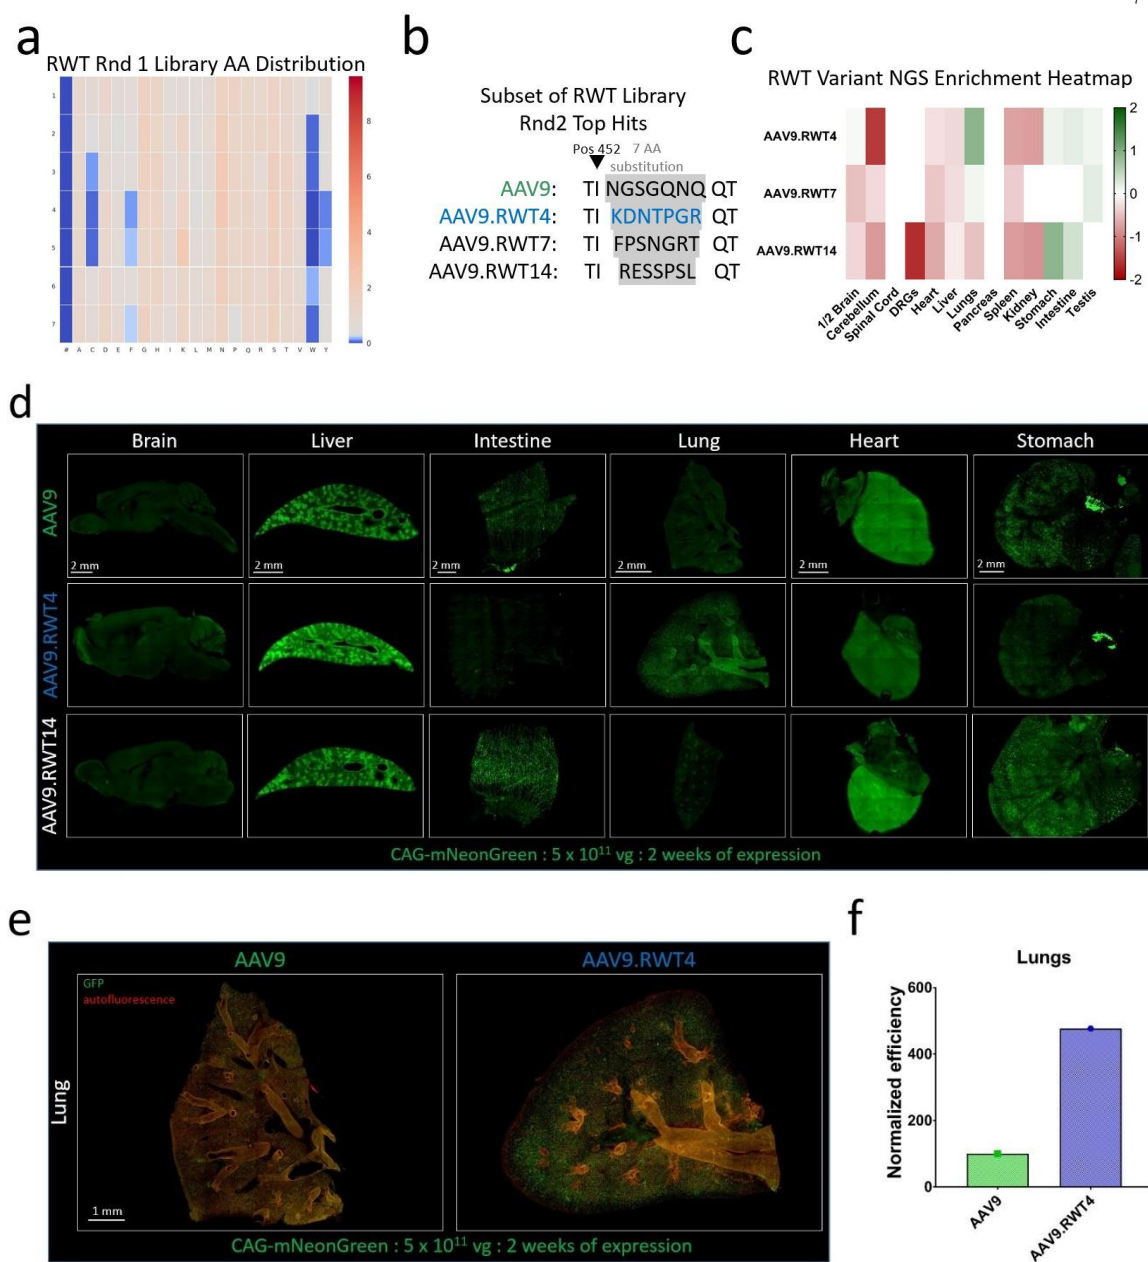 a
RWT Rnd 1 Library AA Distribution
1
2
3
4
5
6
7
# A C D E F G H I K L M N P Q R S T V W Y
8
6
4
2
0
b
Subset of RWT Library
Rnd2 Top Hits
Pos 452 7 AA
substitution
AAV9: TI NGSGQNQ QT
AAV9.RWT4: TI KDNTPGR QT
AAV9.RWT7: TI FPSNGRT QT
AAV9.RWT14: TI RESSPSL QT
c
RWT Variant NGS Enrichment Heatmap
AAV9.RWT4
AAV9.RWT7
AAV9.RWT14
2
1
0
-1
-2
1/2 Brain
Cerebellum
Spinal Cord
DRGs
Heart
Liver
Lungs
Pancreas
Spleen
Kidney
Stomach
Intestine
Testis
d
Brain Liver Intestine Lung Heart Stomach
AAV9
2 mm 2 mm 2 mm 2 mm 2 mm 2 mm
AAV9.RWT4
AAV9.RWT14
CAG-mNeonGreen : 5 x 10¹¹ vg : 2 weeks of expression
e
AAV9 AAV9.RWT4
GFP
autofluorescence
Lung
1 mm
CAG-mNeonGreen : 5 x 10¹¹ vg : 2 weeks of expression
f
Lungs
Normalized efficiency
600
400
200
0
AAV9
AAV9.RWT4